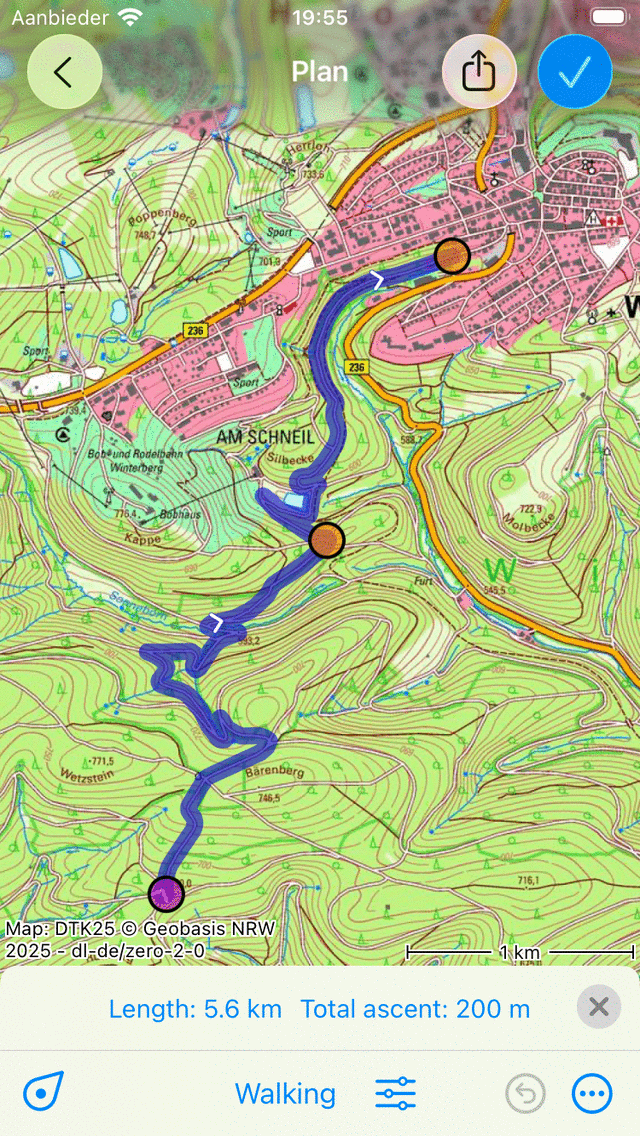 Aanbieder 19:55
Plan
Herrloh
733,6
Poppenberg
748,7
Sport
701,9
236
Sport
236
Sport
739,4
AM SCHNEIL
588,7
Bob- und Rodelbahn
Winterberg
Silbecke
776,4
Bobhaus
722,9
Molbecke
Kappe
W i
Furt
545,5
771,5
Wetzstein
Bärenberg
746,5
716,1
Map: DTK25 © Geobasis NRW
2025 - dl-de/zero-2-0
1 km
Length: 5.6 km Total ascent: 200 m
Walking